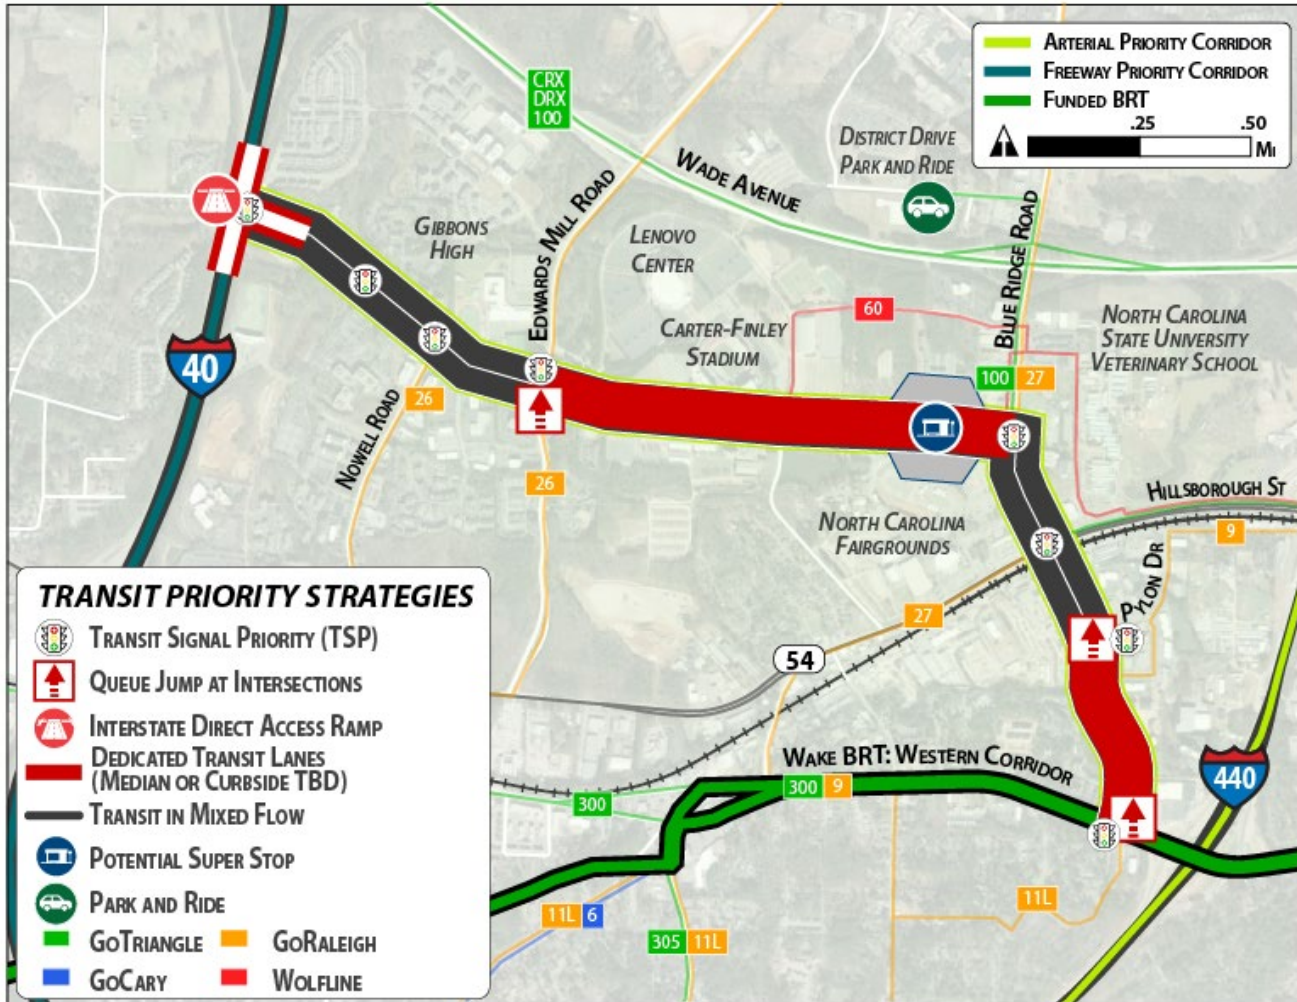 CRX
DRX
100
Wade Avenue
District Drive
Park and Ride
Arterial Priority Corridor
Freeway Priority Corridor
Funded BRT
.25 .50
Mi
Gibbons
High
Edwards Mill Road
Lenovo
Center
Carter-Finley
Stadium
60
Blue Ridge Road
North Carolina
State University
Veterinary School
100 27
40
Nowell Road
26
26
North Carolina
Fairgrounds
Hillsborough St
9
Pylon Dr
27
54
Wake BRT: Western Corridor
300 9
300
440
11L
11L 6
305 11L
Transit Priority Strategies
Transit Signal Priority (TSP)
Queue Jump at Intersections
Interstate Direct Access Ramp
Dedicated Transit Lanes
(Median or Curbside TBD)
Transit in Mixed Flow
Potential Super Stop
Park and Ride
GoTriangle GoRaleigh
GoCary Wolfline